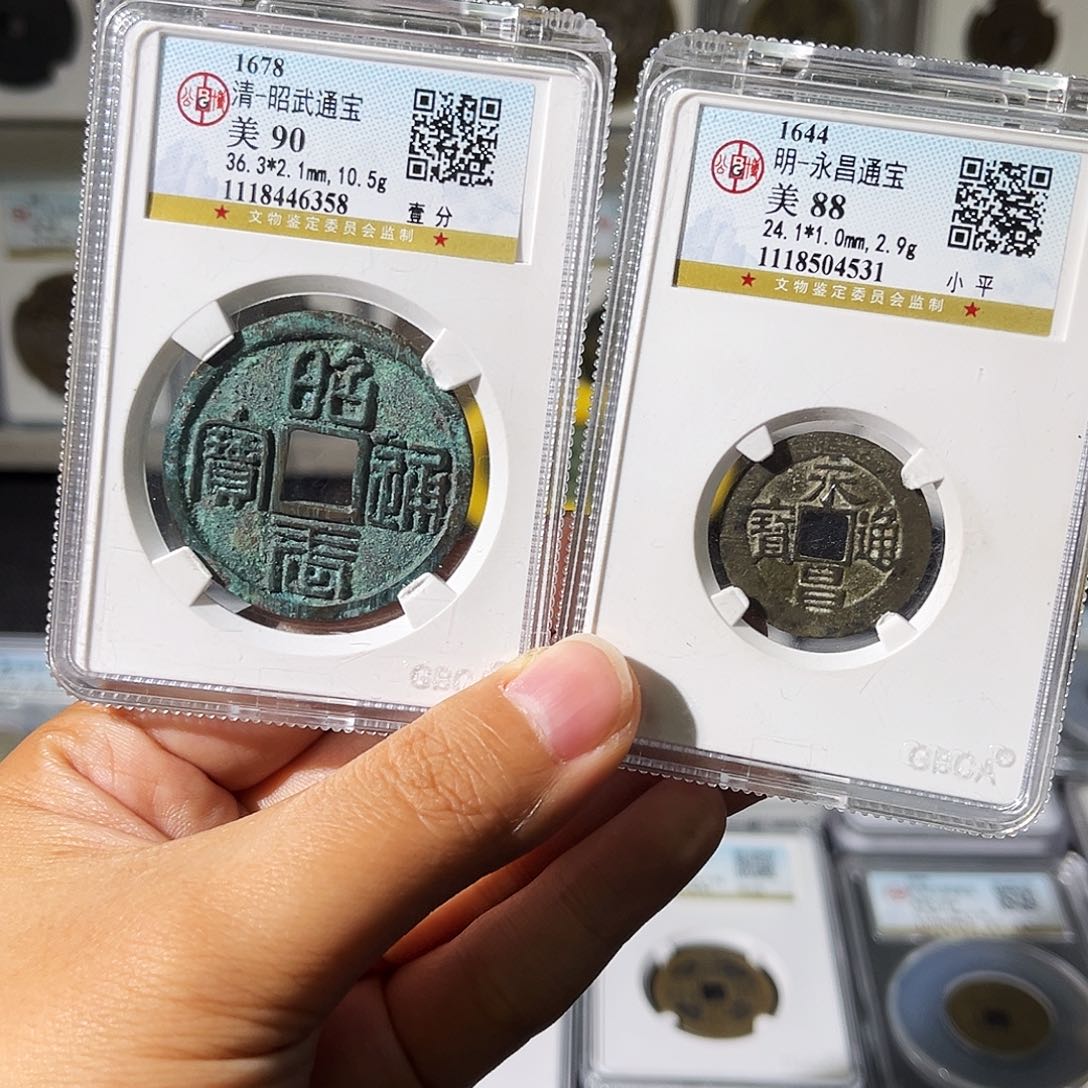 1678
清-昭武通宝
美 90
36.3*2.1mm,10.5g
1118446358
壹 分
文物鉴定委员会监制
昭
寶 通
武
GBCA
1644
明-永昌通宝
美 88
24.1*1.0mm,2.9g
1118504531
小 平
文物鉴定委员会监制
永
寶 通
昌
GBCA